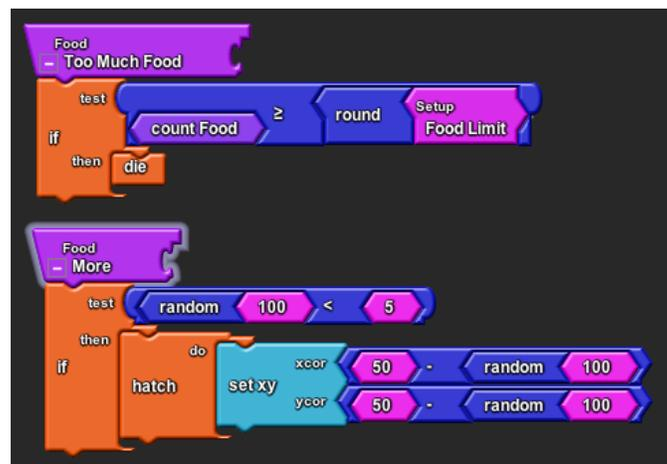 Food
- Too Much Food
test
count Food ≥ round Setup Food Limit
if
then die
Food
- More
test random 100 < 5
then
if
hatch do set xy xcor 50 - random 100
ycor 50 - random 100